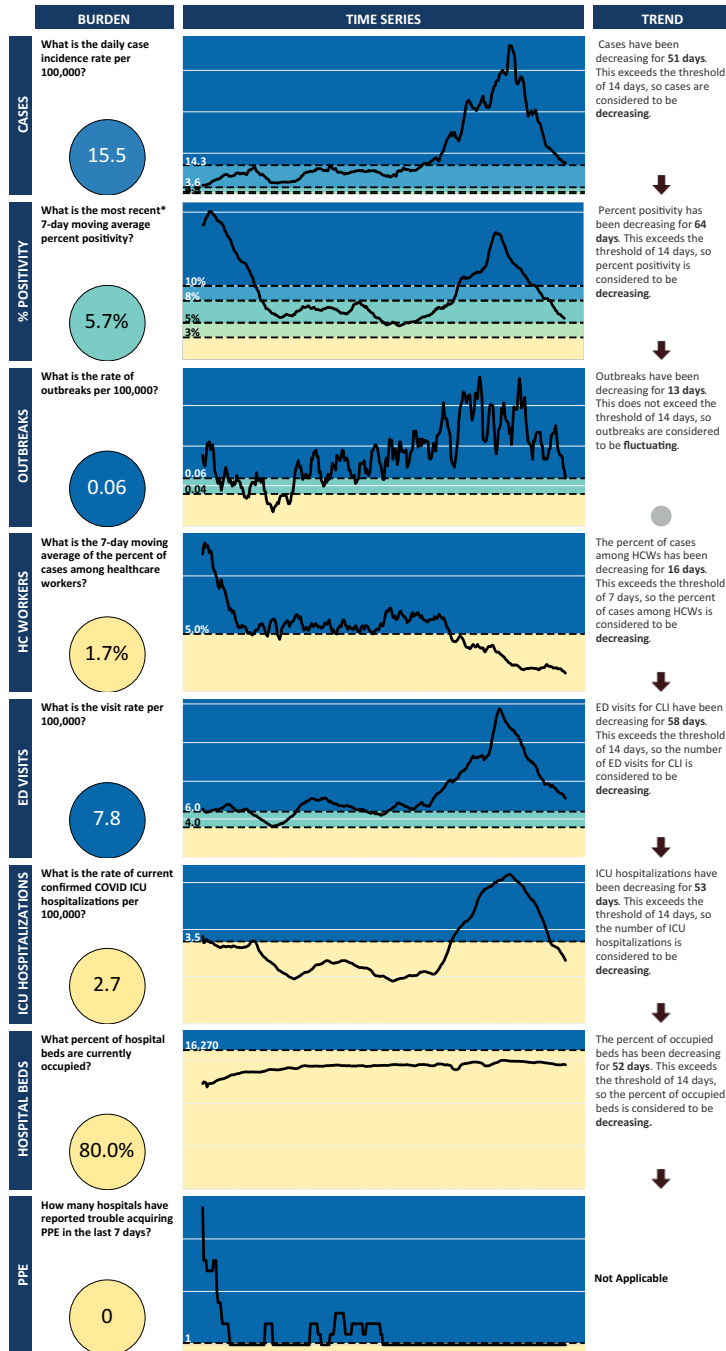 BURDEN
TIME SERIES
TREND
CASES
What is the daily case
incidence rate per
100,000?
15.5
14.3
3.6
Cases have been
decreasing for 51 days.
This exceeds the threshold
of 14 days, so cases are
considered to be
decreasing.
% POSITIVITY
What is the most recent*
7-day moving average
percent positivity?
5.7%
10%
8%
5%
3%
Percent positivity has
been decreasing for 64
days. This exceeds the
threshold of 14 days, so
percent positivity is
considered to be
decreasing.
OUTBREAKS
What is the rate of
outbreaks per 100,000?
0.06
0.06
0.04
Outbreaks have been
decreasing for 13 days.
This does not exceed the
threshold of 14 days, so
outbreaks are considered
to be fluctuating.
HC WORKERS
What is the 7-day moving
average of the percent of
cases among healthcare
workers?
1.7%
5.0%
The percent of cases
among HCWs has been
decreasing for 16 days.
This exceeds the threshold
of 7 days, so the percent
of cases among HCWs is
considered to be
decreasing.
ED VISITS
What is the visit rate per
100,000?
7.8
6.0
4.0
ED visits for CLI have been
decreasing for 58 days.
This exceeds the threshold
of 14 days, so the number
of ED visits for CLI is
considered to be
decreasing.
ICU HOSPITALIZATIONS
What is the rate of current
confirmed COVID ICU
hospitalizations per
100,000?
2.7
3.5
ICU hospitalizations have
been decreasing for 53
days. This exceeds the
threshold of 14 days, so
the number of ICU
hospitalizations is
considered to be
decreasing.
HOSPITAL BEDS
What percent of hospital
beds are currently
occupied?
80.0%
16,270
The percent of occupied
beds has been decreasing
for 52 days. This exceeds
the threshold of 14 days,
so the percent of occupied
beds is considered to be
decreasing.
PPE
How many hospitals have
reported trouble acquiring
PPE in the last 7 days?
0
1
Not Applicable